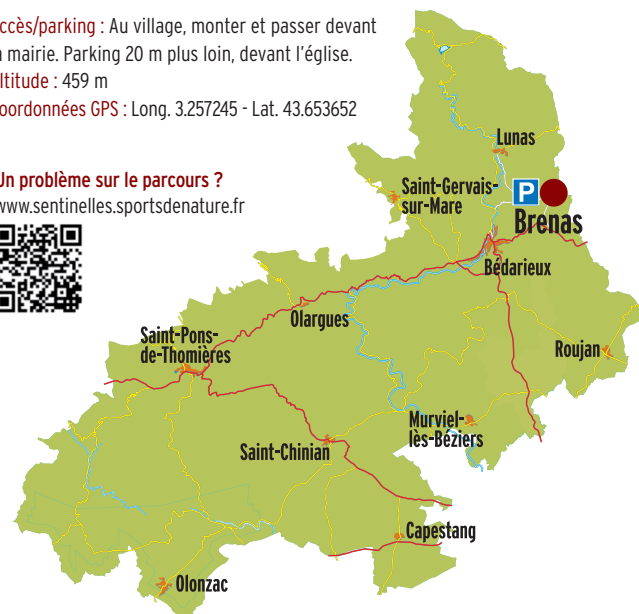 ccès/parking : Au village, monter et passer devant
a mairie. Parking 20 m plus loin, devant l'église.
ltitude : 459 m
oordonnées GPS : Long. 3.257245 - Lat. 43.653652
Un problème sur le parcours ?
www.sentinelles.sportsdenature.fr
Lunas
Saint-Gervais-
sur-Mare
P
Brenas
Bédarieux
Olargues
Saint-Pons-
de-Thomières
Roujan
Murviel-
lès-Béziers
Saint-Chinian
Capestang
Olonzac